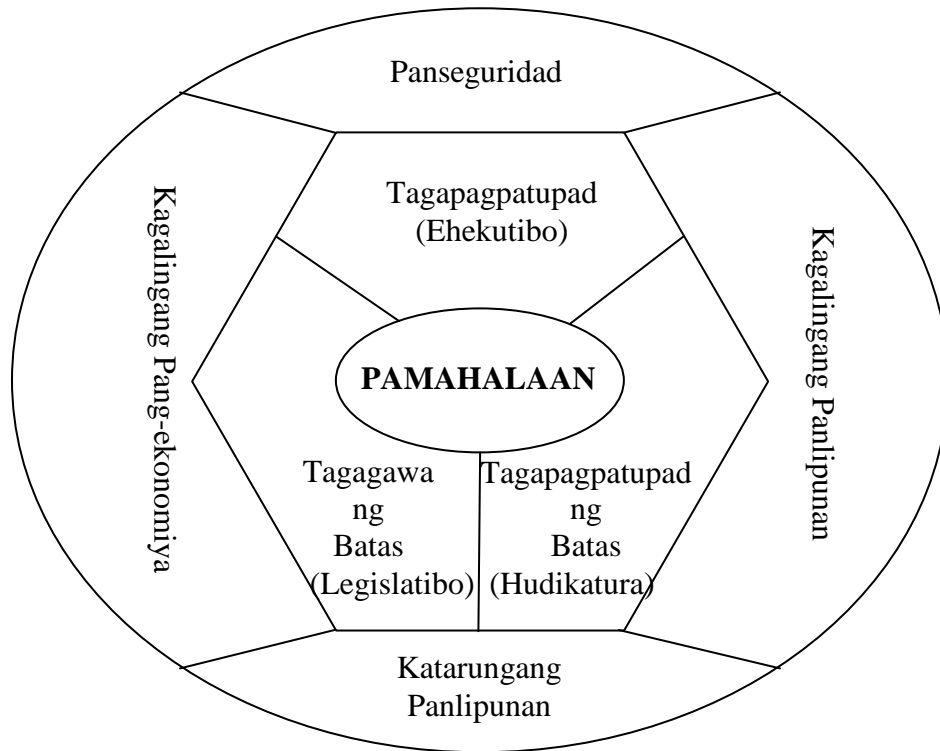 Panseguridad
Tagapagpatupad
(Ehekutibo)
Kagalingang Pang-ekonomiya
Kagalingang Panlipunan
PAMAHALAAN
Tagagawa
ng
Batas
(Legislatibo)
Tagapagpatupad
ng
Batas
(Hudikatura)
Katarungang
Panlipunan